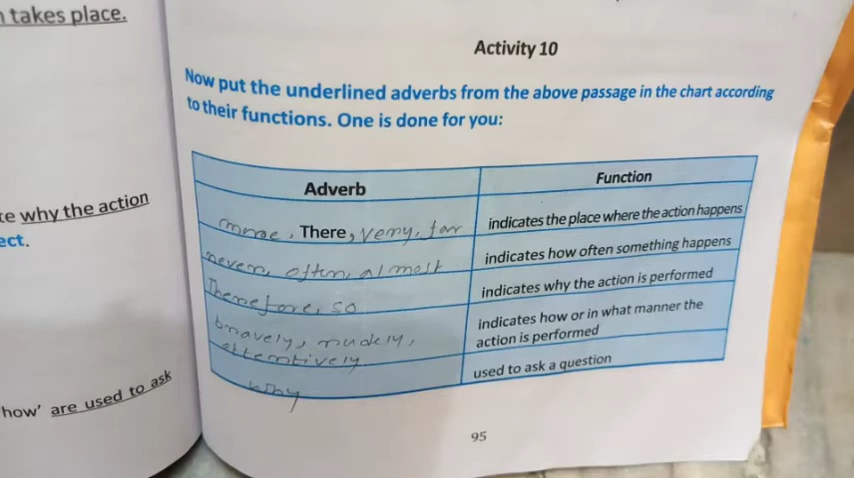 takes place.
why the action
ect.
how' are used to ask
Activity 10
Now put the underlined adverbs from the above passage in the chart according
to their functions. One is done for you:
Adverb
Function
There, very, far
indicates the place where the action happens
never, often, almost
indicates how often something happens
Therefore, so
indicates why the action is performed
bravely, rudely,
attentively
indicates how or in what manner the
action is performed
why
used to ask a question
95